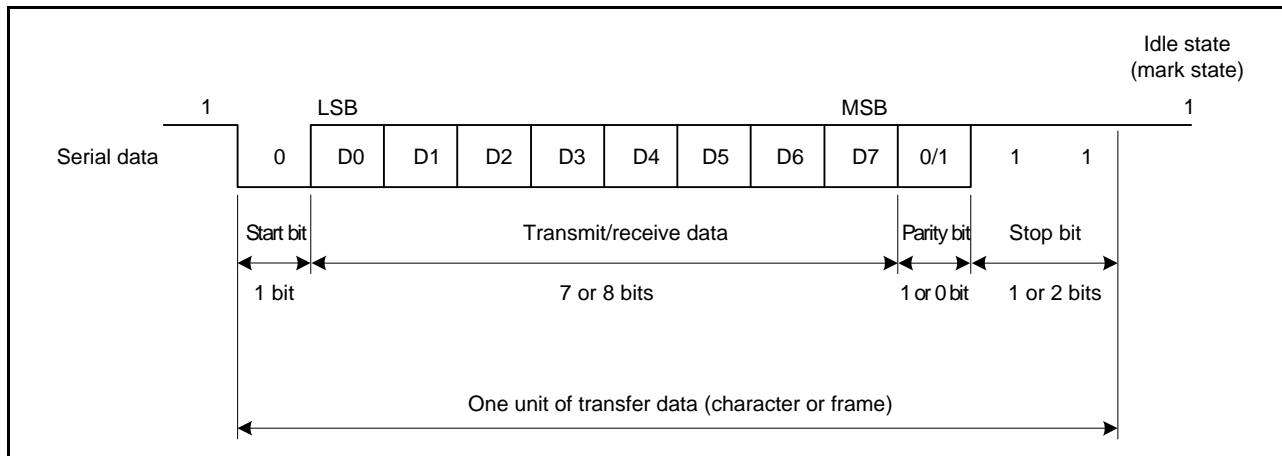 Idle state
(mark state)
1 LSB MSB 1
Serial data 0 D0 D1 D2 D3 D4 D5 D6 D7 0/1 1 1
Start bit Transmit/receive data Parity bit Stop bit
1 bit 7 or 8 bits 1 or 0 bit 1 or 2 bits
One unit of transfer data (character or frame)